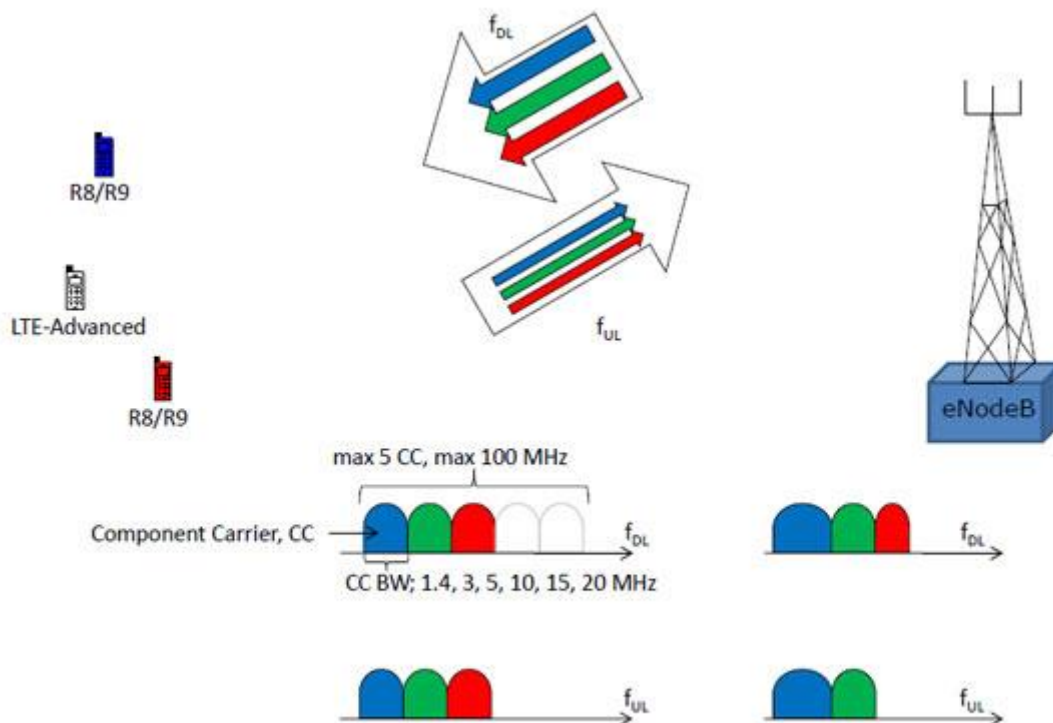 f_DL
R8/R9
LTE-Advanced
f_UL
R8/R9
eNodeB
max 5 CC, max 100 MHz
Component Carrier, CC
f_DL
f_DL
CC BW; 1.4, 3, 5, 10, 15, 20 MHz
f_UL
f_UL